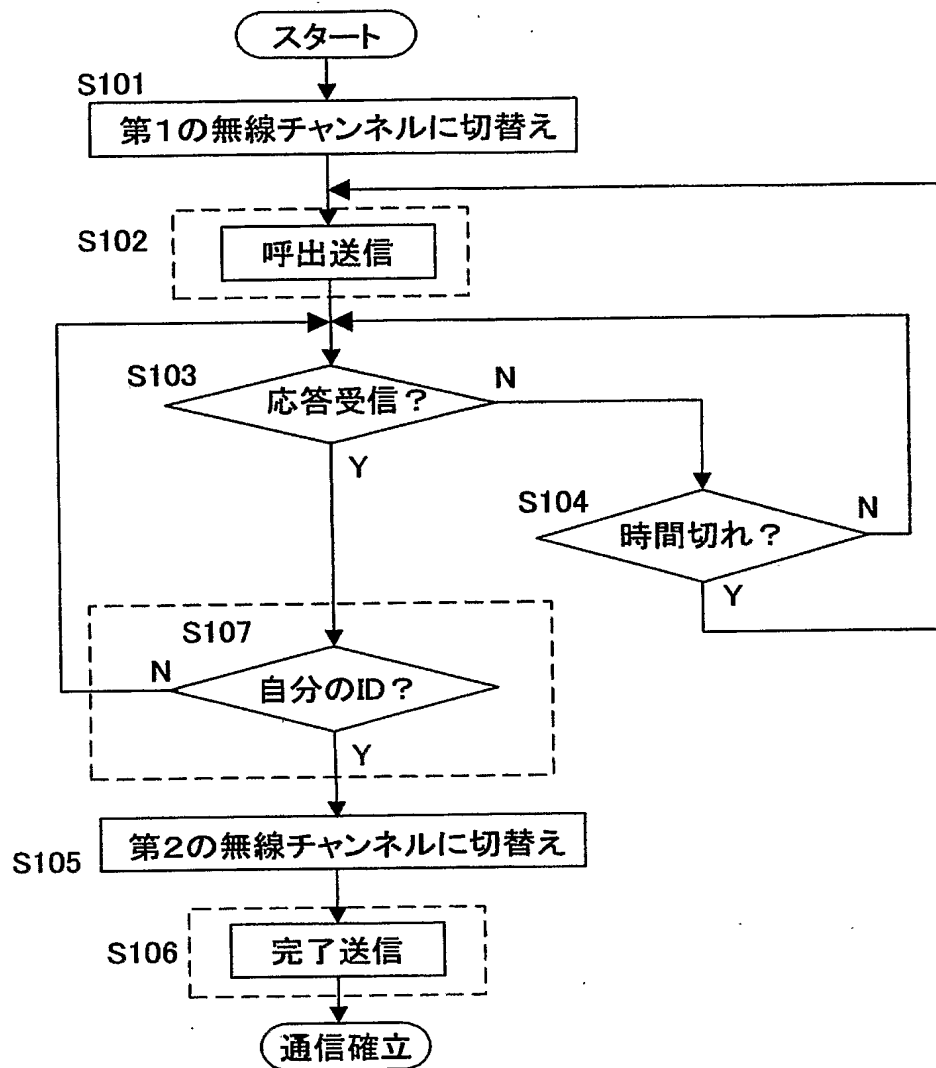 スタート
S101
第1の無線チャンネルに切替え
S102
呼出送信
S103
応答受信?
N
Y
S104
時間切れ?
N
Y
S107
自分のID?
N
Y
第2の無線チャンネルに切替え
S105
S106
完了送信
通信確立